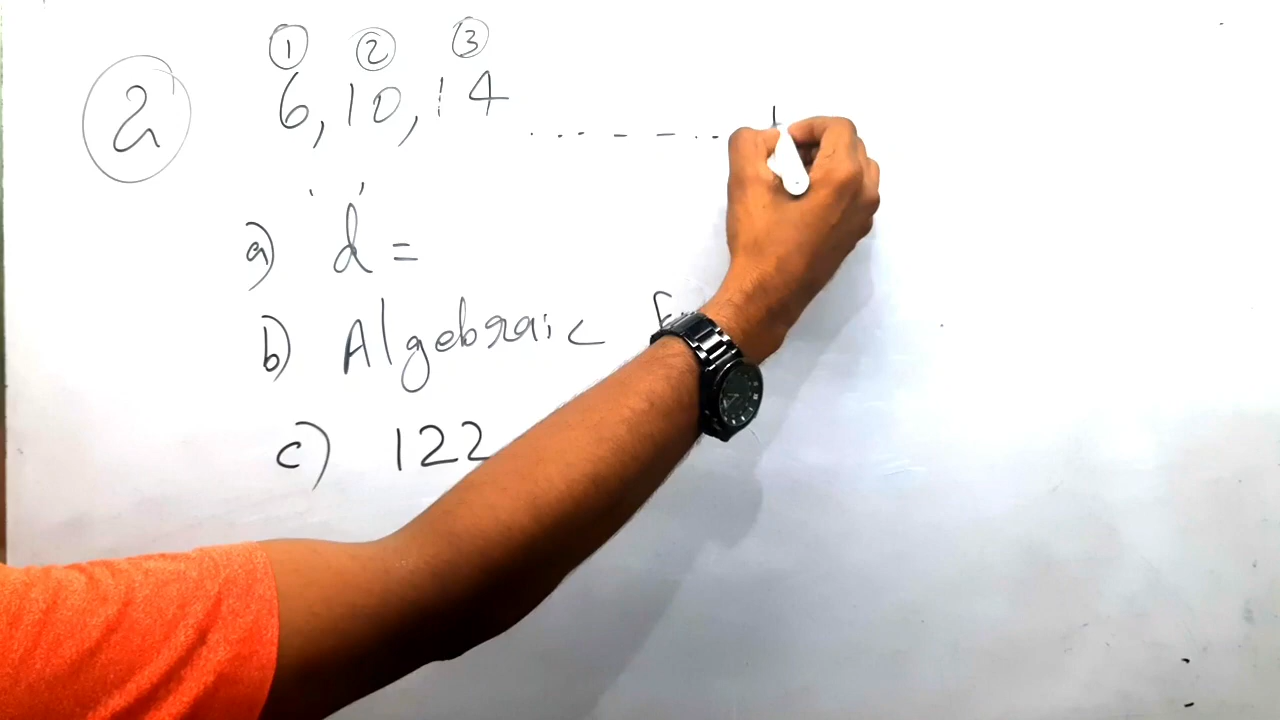 ① ② ③
2 6, 10, 14 .........
a) 'd' =
b) Algebraic
c) 122